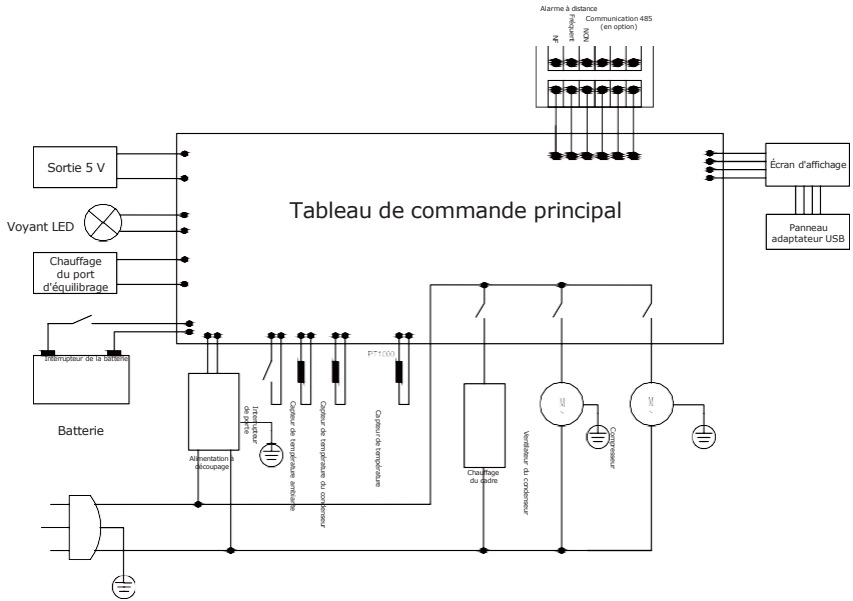 Alarme à distance
Communication 485
(en option)
NF
Fréquent
NON
Sortie 5 V
Écran d'affichage
Tableau de commande principal
Voyant LED
Panneau
adaptateur USB
Chauffage
du port
d'équilibrage
Interrupteur de la batterie
PT1000
Batterie
Alimentation à
découpage
Interrupteur
de porte
Capteur de température ambiante
Capteur de température du condenseur
Capteur de température
Chauffage
du cadre
Ventilateur du condenseur
Compresseur